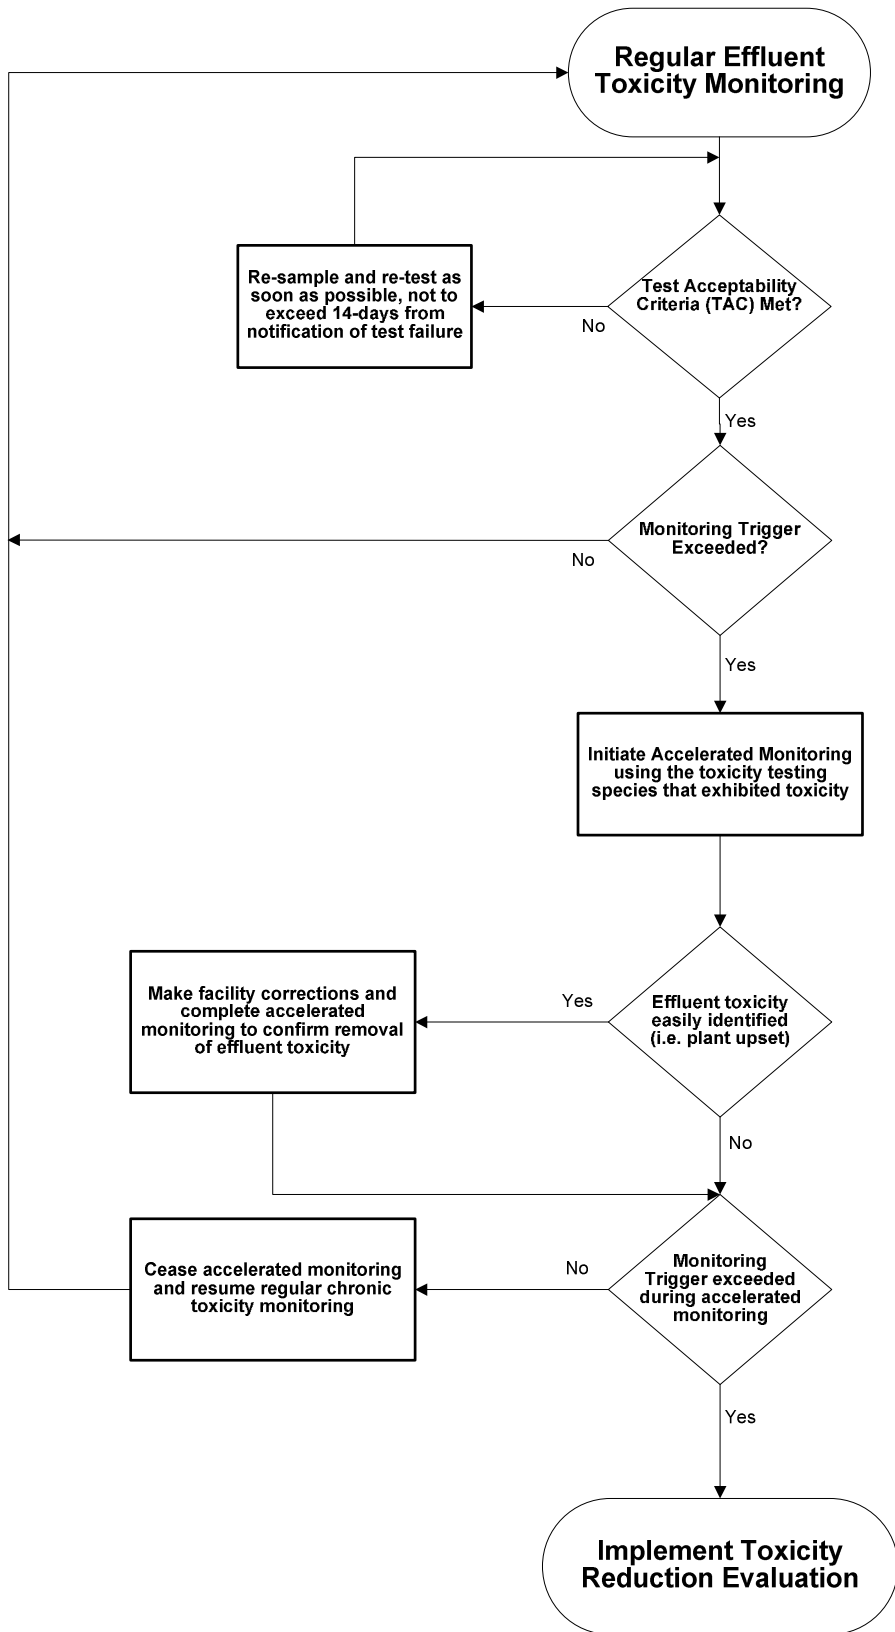 Regular Effluent
Toxicity Monitoring
Re-sample and re-test as
soon as possible, not to
exceed 14-days from
notification of test failure
Test Acceptability
Criteria (TAC) Met?
No
Yes
Monitoring Trigger
Exceeded?
No
Yes
Initiate Accelerated Monitoring
using the toxicity testing
species that exhibited toxicity
Make facility corrections and
complete accelerated
monitoring to confirm removal
of effluent toxicity
Yes
Effluent toxicity
easily identified
(i.e. plant upset)
No
Cease accelerated monitoring
and resume regular chronic
toxicity monitoring
No
Monitoring
Trigger exceeded
during accelerated
monitoring
Yes
Implement Toxicity
Reduction Evaluation